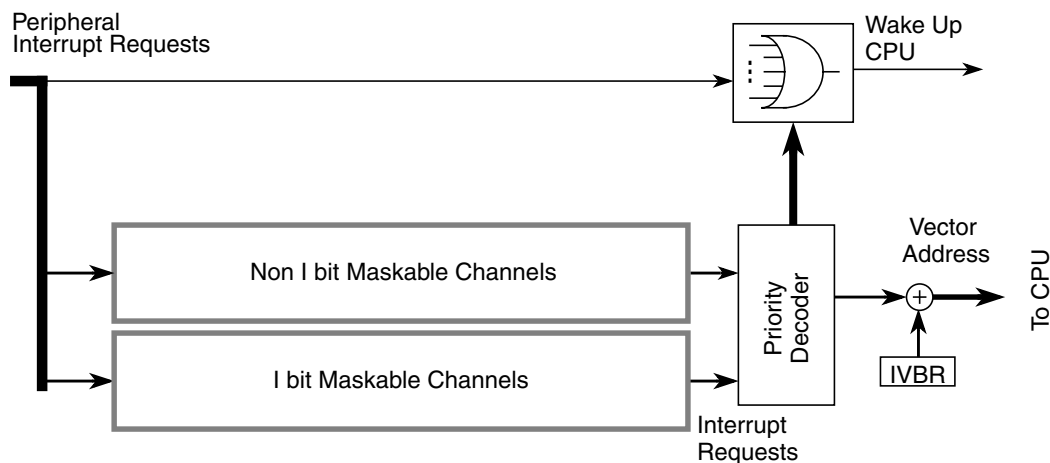 Peripheral
Interrupt Requests
Wake Up
CPU
Non I bit Maskable Channels
I bit Maskable Channels
Priority
Decoder
Interrupt
Requests
Vector
Address
IVBR
To CPU